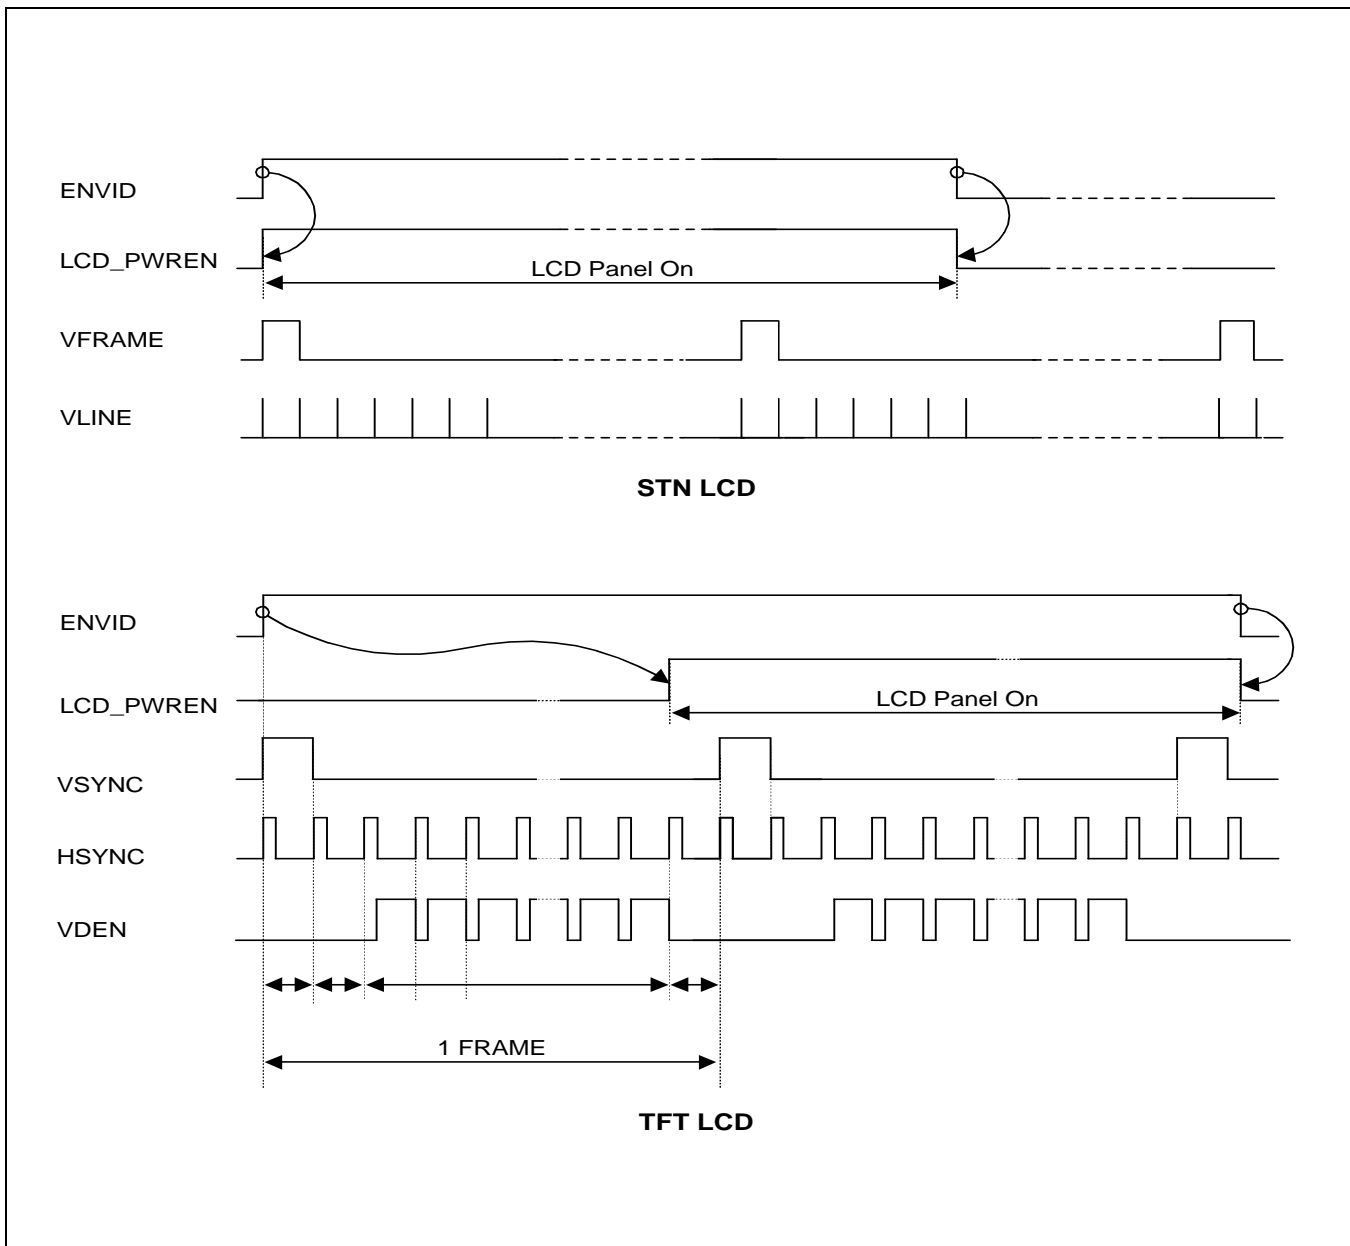 ENVID
LCD_PWREN
LCD Panel On
VFRAME
VLINE
STN LCD
ENVID
LCD_PWREN
LCD Panel On
VSYNC
HSYNC
VDEN
1 FRAME
TFT LCD